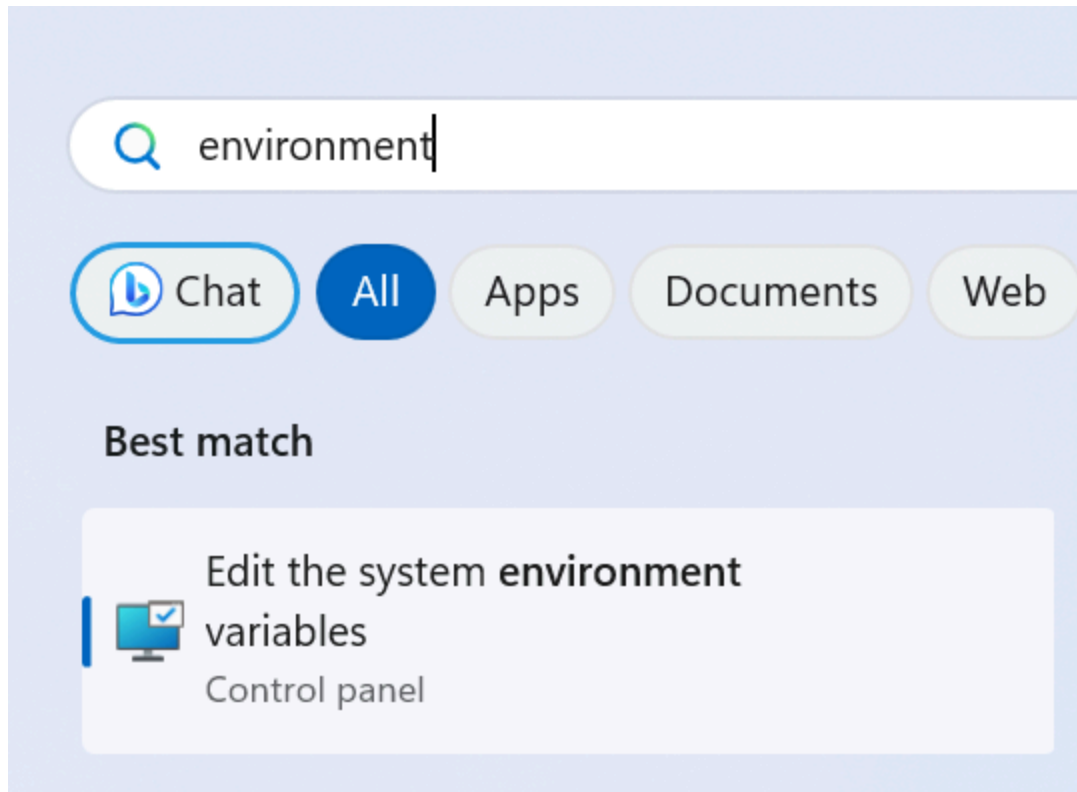 environment
Chat All Apps Documents Web
Best match
Edit the system environment
variables
Control panel